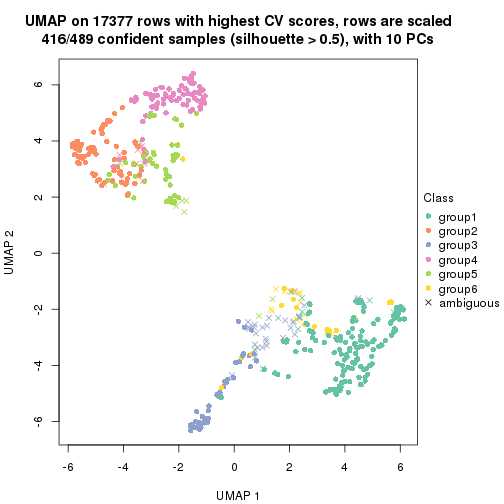 UMAP on 17377 rows with highest CV scores, rows are scaled
416/489 confident samples (silhouette > 0.5), with 10 PCs
6
4
2
0
-2
-4
-6
UMAP 2
-6
-4
-2
0
2
4
6
UMAP 1
Class
group1
group2
group3
group4
group5
group6
ambiguous